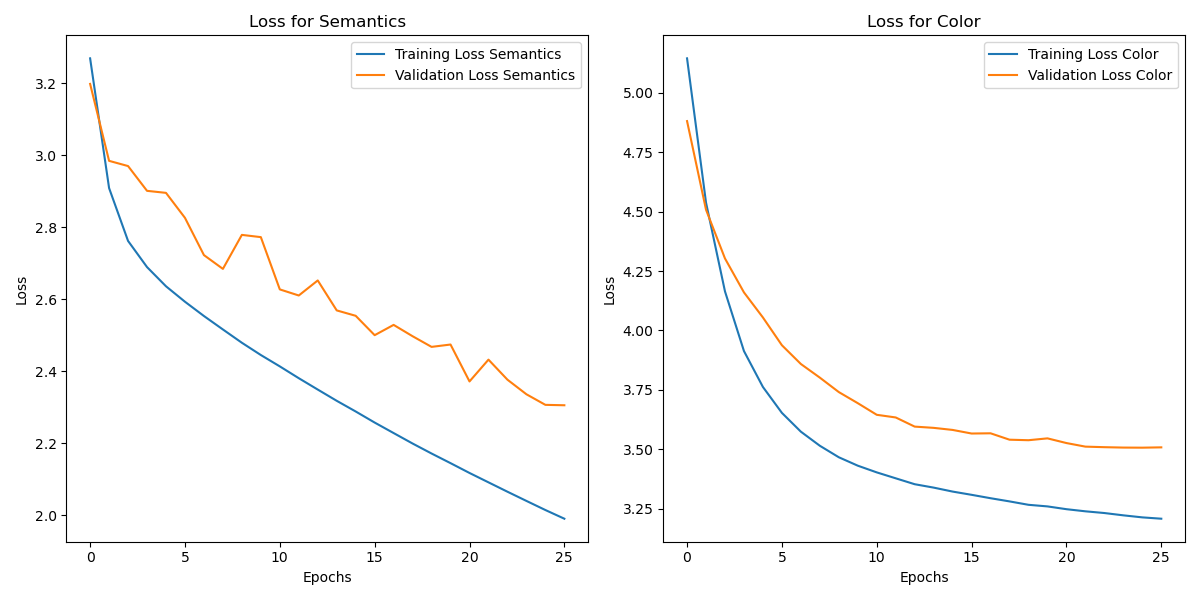 Loss for Semantics
Training Loss Semantics
Validation Loss Semantics
3.2
3.0
2.8
2.6
2.4
2.2
2.0
Loss
0 5 10 15 20 25
Epochs
Loss for Color
Training Loss Color
Validation Loss Color
5.00
4.75
4.50
4.25
4.00
3.75
3.50
3.25
Loss
0 5 10 15 20 25
Epochs